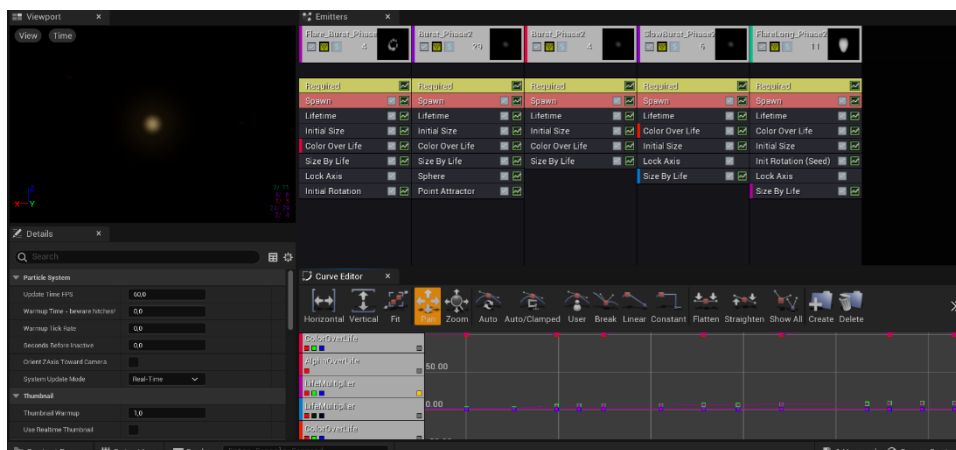 Viewport
Emitters
View Time
Flare_Burst_Phase
4
Burst_Phase2
29
Burst_Phase2
4
GlowBurst_Phase2
6
FlareLong_Phase2
11
Required Required Required Required Required
Spawn Spawn Spawn Spawn Spawn
Lifetime Lifetime Lifetime Lifetime Lifetime
Initial Size Initial Size Initial Size Color Over Life Color Over Life
Color Over Life Color Over Life Color Over Life Initial Size Initial Size
Size By Life Size By Life Size By Life Lock Axis Init Rotation (Seed)
Lock Axis Sphere Size By Life Lock Axis
Initial Rotation Point Attractor Size By Life
Z
X Y
Details
Search
Particle System
Update Time FPS 60,0
Warmup Time - beware hitches! 0,0
Warmup Tick Rate 0,0
Seconds Before Inactive 0,0
Orient ZAxis Toward Camera
System Update Mode Real-Time
Thumbnail
Thumbnail Warmup 1,0
Use Realtime Thumbnail
Curve Editor
Horizontal Vertical Fit Pan Zoom Auto Auto/Clamped User Break Linear Constant Flatten Straighten Show All Create Delete
ColorOverLife
AlphaOverLife
50.00
LifeMultiplier
LifeMultiplier
0.00
ColorOverLife